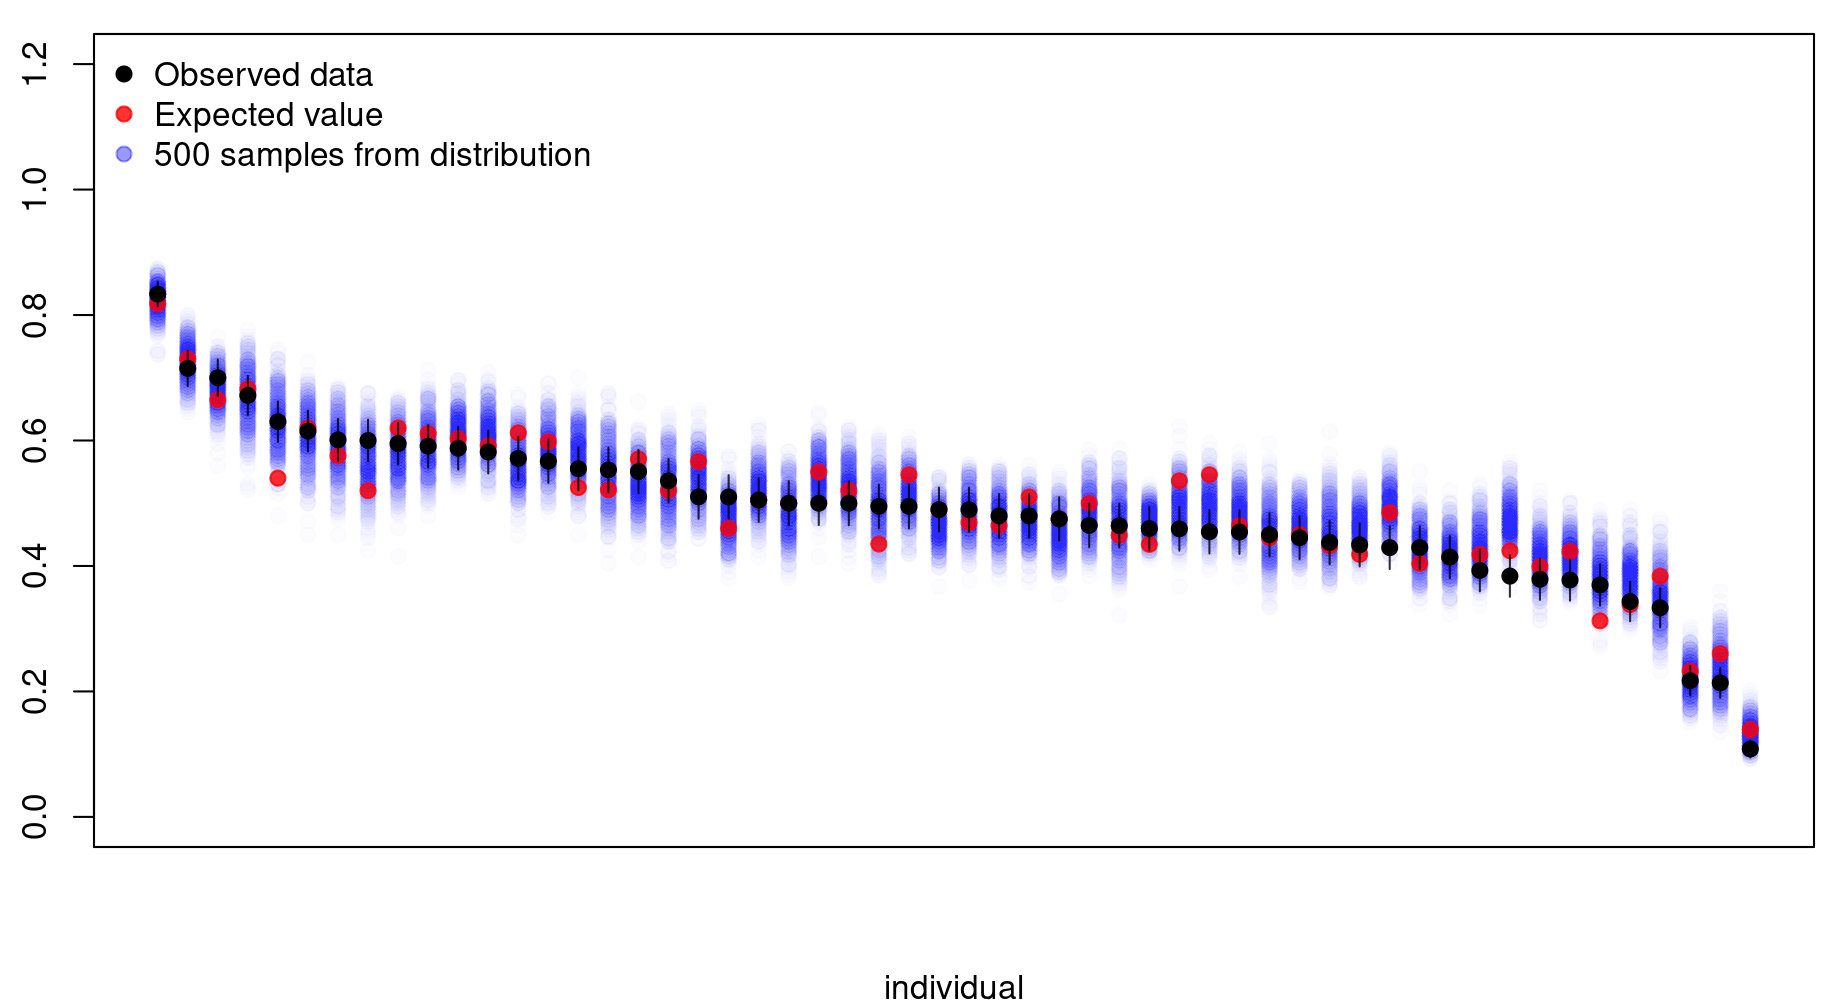 1.2
1.0
0.8
0.6
0.4
0.2
0.0
Observed data
Expected value
500 samples from distribution
individual